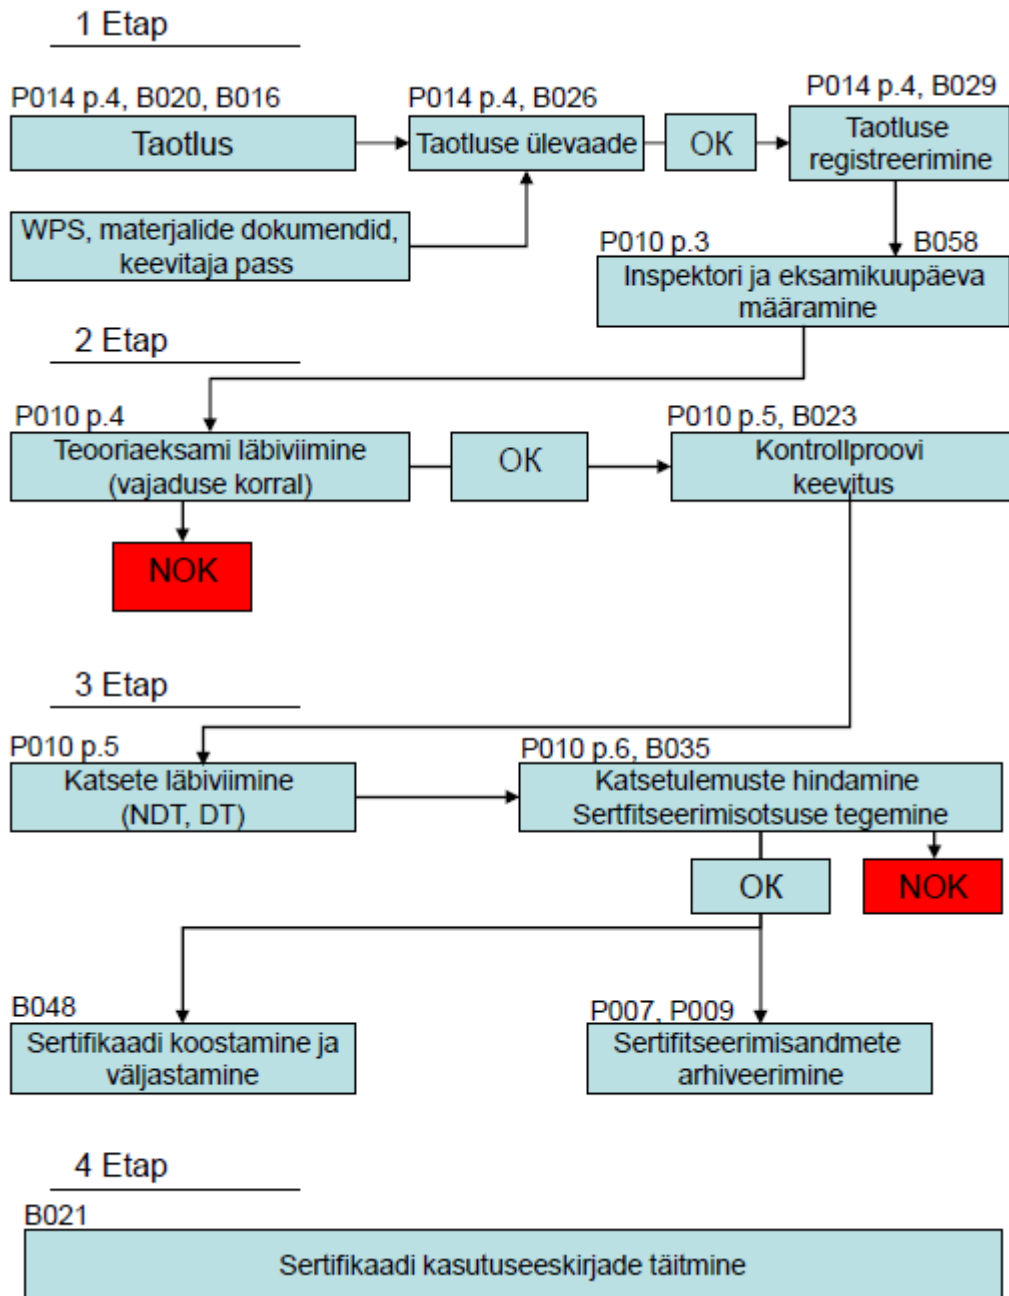 1 Etap
P014 p.4, B020, B016
Taotlus
P014 p.4, B026
Taotluse ülevaade
OK
P014 p.4, B029
Taotluse
registreerimine
WPS, materjalide dokumendid,
keevitaja pass
P010 p.3
B058
Inspektori ja eksamikuupäeva
määramine
2 Etap
P010 p.4
Teooriaeksami läbiviimine
(vajaduse korral)
OK
P010 p.5, B023
Kontrollproovi
keevitus
NOK
3 Etap
P010 p.5
Katsete läbiviimine
(NDT, DT)
P010 p.6, B035
Katsetulemuste hindamine
Sertfitseerimisotsuse tegemine
OK
NOK
B048
Sertifikaadi koostamine ja
väljastamine
P007, P009
Sertifitseerimisandmete
arhiveerimine
4 Etap
B021
Sertifikaadi kasutuseeskirjade täitmine